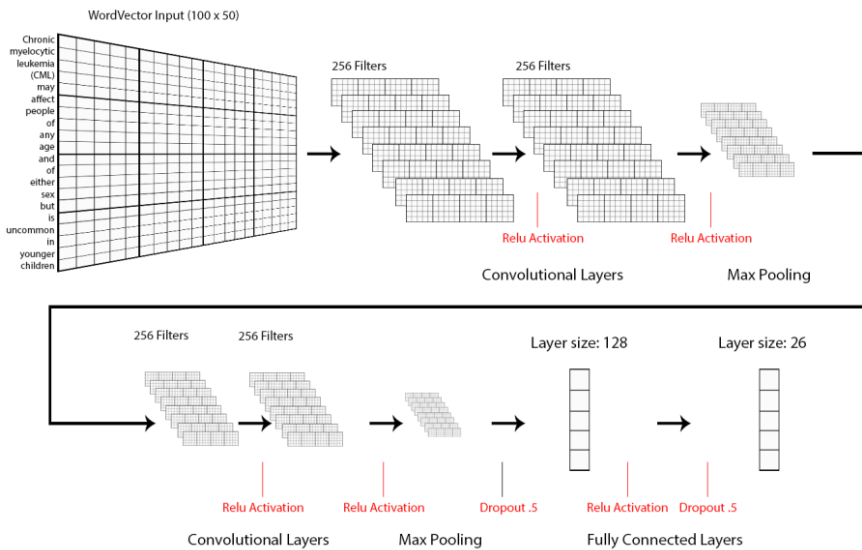 WordVector Input (100 x 50)
Chronic
myelocytic
leukemia
(CML)
may
affect
people
of
any
age
and
of
either
sex
but
is
uncommon
in
younger
children
256 Filters
256 Filters
Relu Activation
Relu Activation
Convolutional Layers
Max Pooling
256 Filters
256 Filters
Layer size: 128
Layer size: 26
Relu Activation
Relu Activation
Dropout .5
Relu Activation
Dropout .5
Convolutional Layers
Max Pooling
Fully Connected Layers